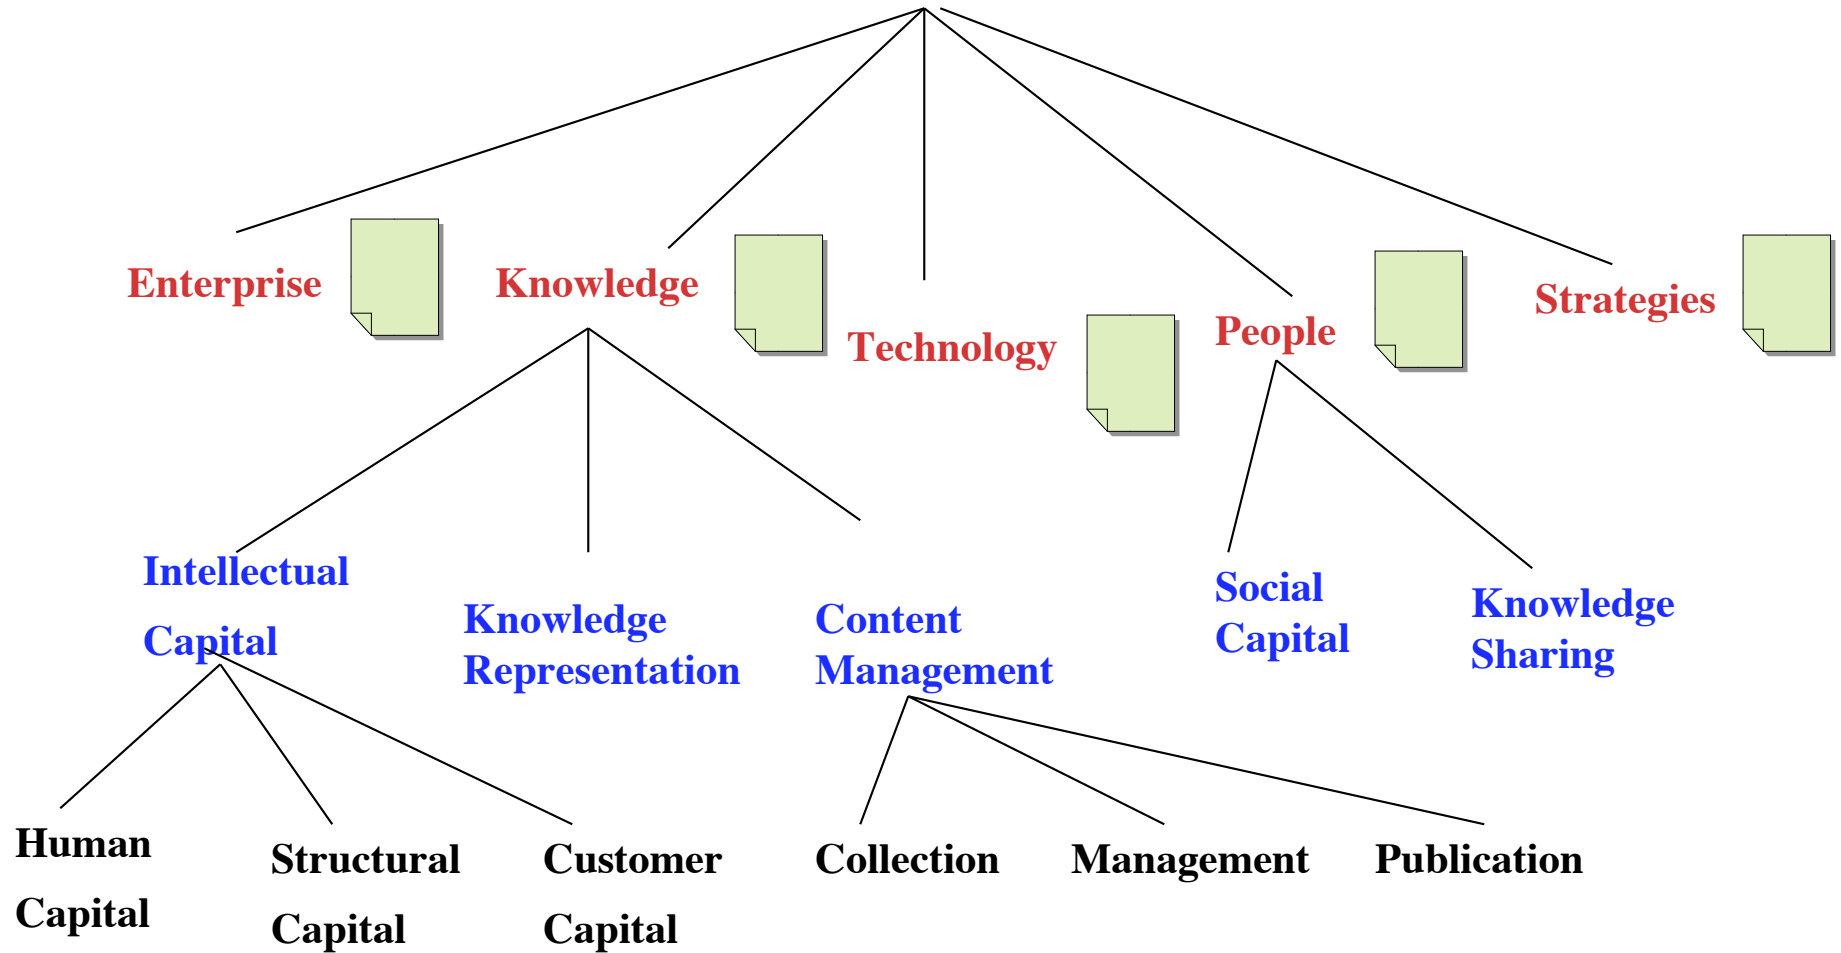 Enterprise
Knowledge
Technology
People
Strategies
Intellectual
Capital
Knowledge
Representation
Content
Management
Social
Capital
Knowledge
Sharing
Human
Capital
Structural
Capital
Customer
Capital
Collection
Management
Publication